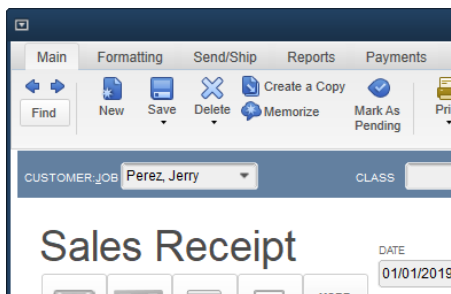 Main Formatting Send/Ship Reports Payments
Find New Save Delete Create a Copy
Memorize Mark As
Pending
CUSTOMER:JOB Perez, Jerry CLASS
Sales Receipt
DATE
01/01/2019